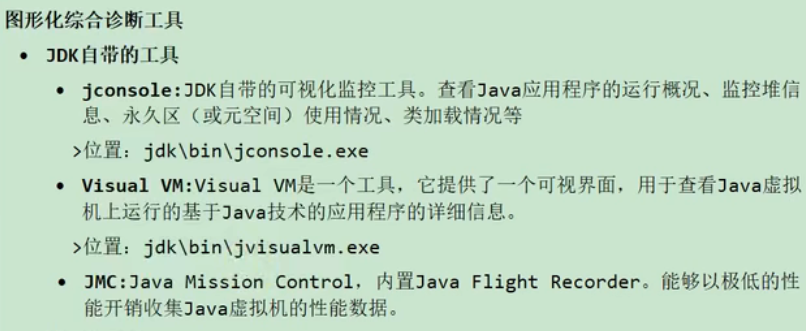 图形化综合诊断工具
• JDK自带的工具
• jconsole:JDK自带的可视化监控工具。查看Java应用程序的运行概况、监控堆信
息、永久区（或元空间）使用情况、类加载情况等
>位置：jdk\bin\jconsole.exe
• Visual VM:Visual VM是一个工具，它提供了一个可视界面，用于查看Java虚拟
机上运行的基于Java技术的应用程序的详细信息。
>位置：jdk\bin\jvisualvm.exe
• JMC:Java Mission Control，内置Java Flight Recorder。能够以极低的性
能开销收集Java虚拟机的性能数据。